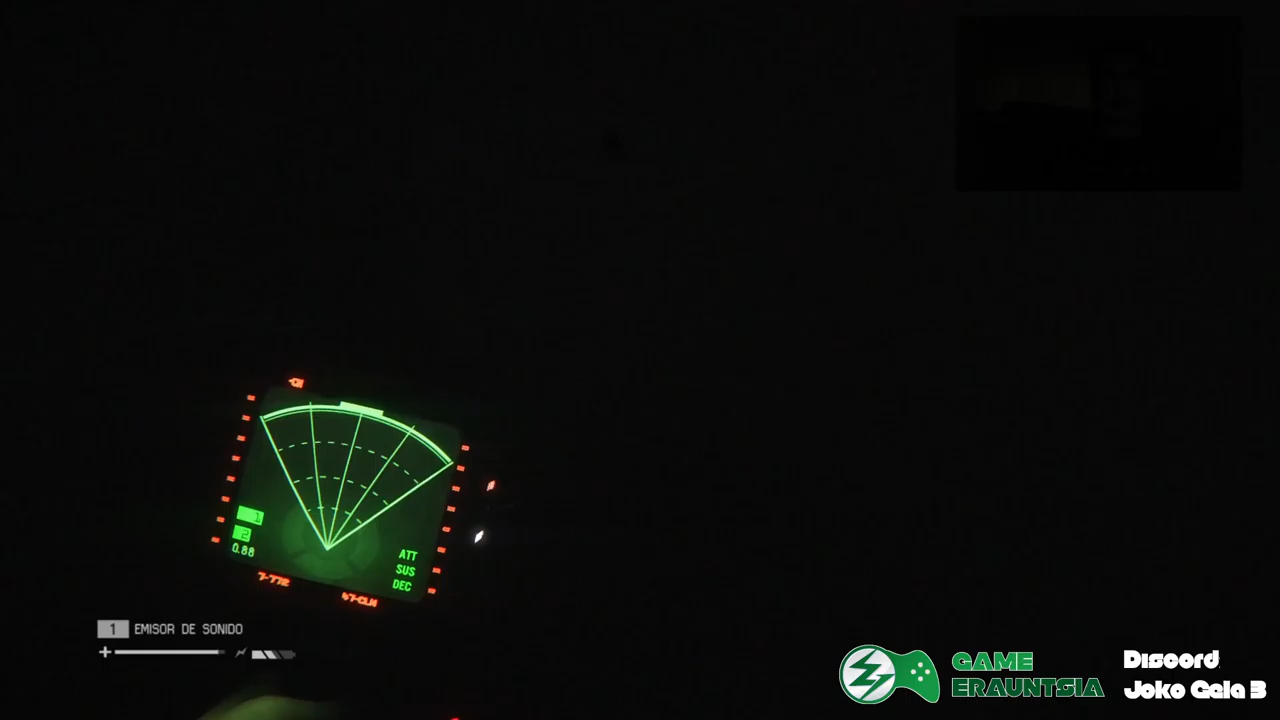 1
2
0.88
ATT
SUS
DEC
1 EMISOR DE SONIDO
GAME
ERAUNTSIA
Discord
Joko Gela 3